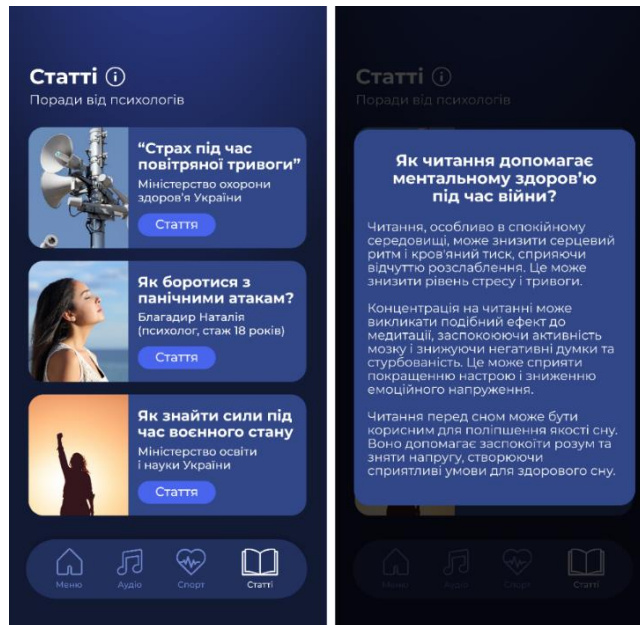 Статті
Поради від психологів
“Страх під час
повітряної тривоги”
Міністерство охорони
здоров’я України
Стаття
Як боротися з
панічними атакам?
Благадир Наталія
(психолог, стаж 18 років)
Стаття
Як знайти сили під
час воєнного стану
Міністерство освіти
і науки України
Стаття
Меню
Аудіо
Спорт
Статті
Статті
Поради від психологів
Як читання допомагає
ментальному здоров’ю
під час війни?
Читання, особливо в спокійному
середовищі, може знизити серцевий
ритм і кров'яний тиск, сприяючи
відчуттю розслаблення. Це може
знизити рівень стресу і тривоги.
Концентрація на читанні може
викликати подібний ефект до
медитації, заспокоюючи активність
мозку і знижуючи негативні думки та
стурбованість. Це може сприяти
покращенню настрою і зниженню
емоційного напруження.
Читання перед сном може бути
корисним для поліпшення якості сну.
Воно допомагає заспокоїти розум та
зняти напругу, створюючи
сприятливі умови для здорового сну.
Меню
Аудіо
Спорт
Статті